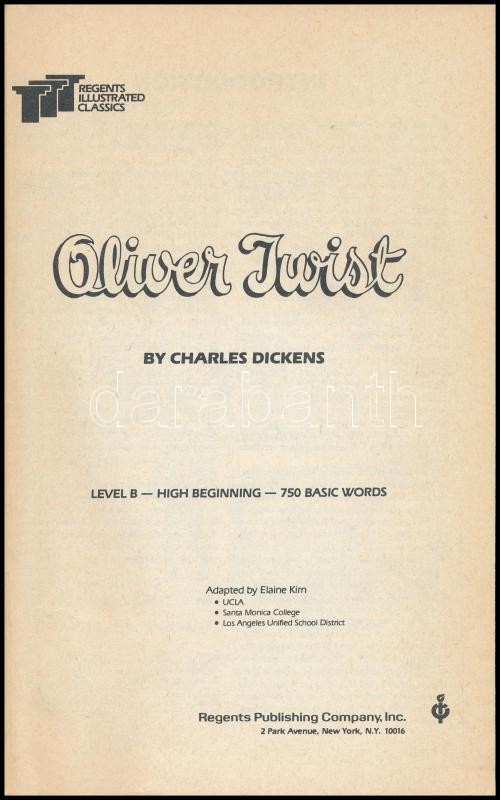 REGENTS
ILLUSTRATED
CLASSICS
Oliver Twist
BY CHARLES DICKENS
darabanth
LEVEL B — HIGH BEGINNING — 750 BASIC WORDS
Adapted by Elaine Kirn
• UCLA
• Santa Monica College
• Los Angeles Unified School District
Regents Publishing Company, Inc.
2 Park Avenue, New York, N.Y. 10016